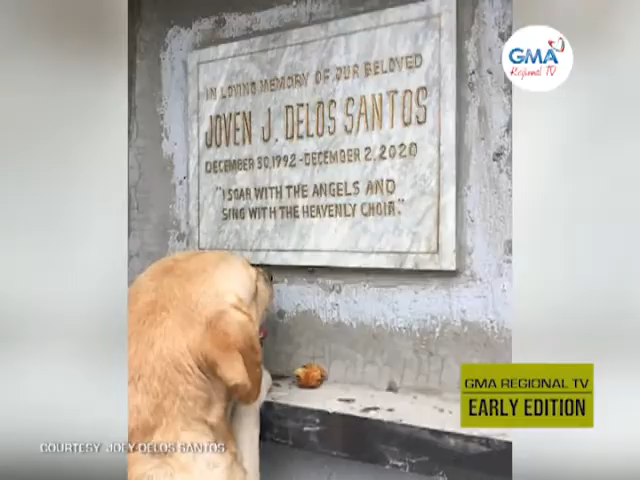 GMA
Regional TV
IN LOVING MEMORY OF OUR BELOVED
JOVEN J. DELOS SANTOS
DECEMBER 30, 1992 - DECEMBER 2, 2020
"I SOAR WITH THE ANGELS AND
SING WITH THE HEAVENLY CHOIR."
GMA REGIONAL TV
EARLY EDITION
COURTESY: JOEY DELOS SANTOS